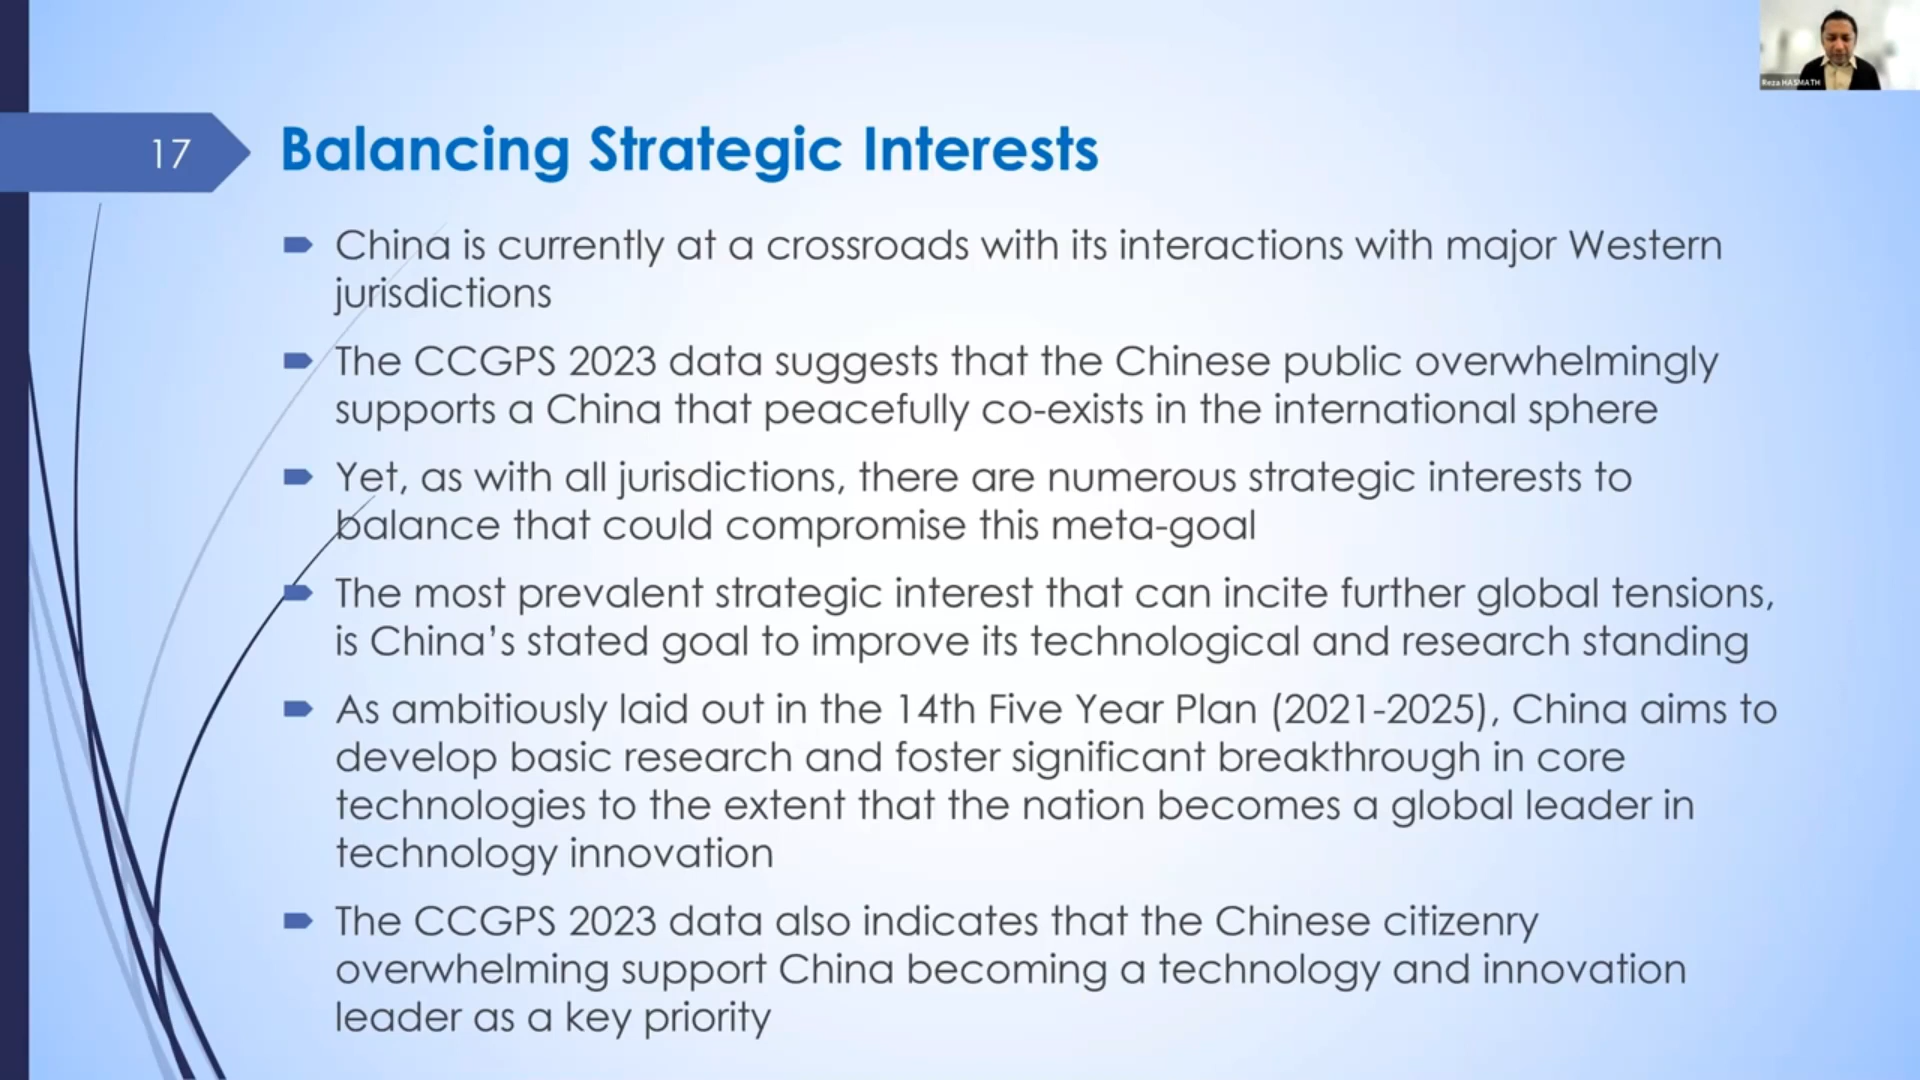 Reza HASMATH
17
Balancing Strategic Interests
China is currently at a crossroads with its interactions with major Western
jurisdictions
The CCGPS 2023 data suggests that the Chinese public overwhelmingly
supports a China that peacefully co-exists in the international sphere
Yet, as with all jurisdictions, there are numerous strategic interests to
balance that could compromise this meta-goal
The most prevalent strategic interest that can incite further global tensions,
is China’s stated goal to improve its technological and research standing
As ambitiously laid out in the 14th Five Year Plan (2021-2025), China aims to
develop basic research and foster significant breakthrough in core
technologies to the extent that the nation becomes a global leader in
technology innovation
The CCGPS 2023 data also indicates that the Chinese citizenry
overwhelming support China becoming a technology and innovation
leader as a key priority